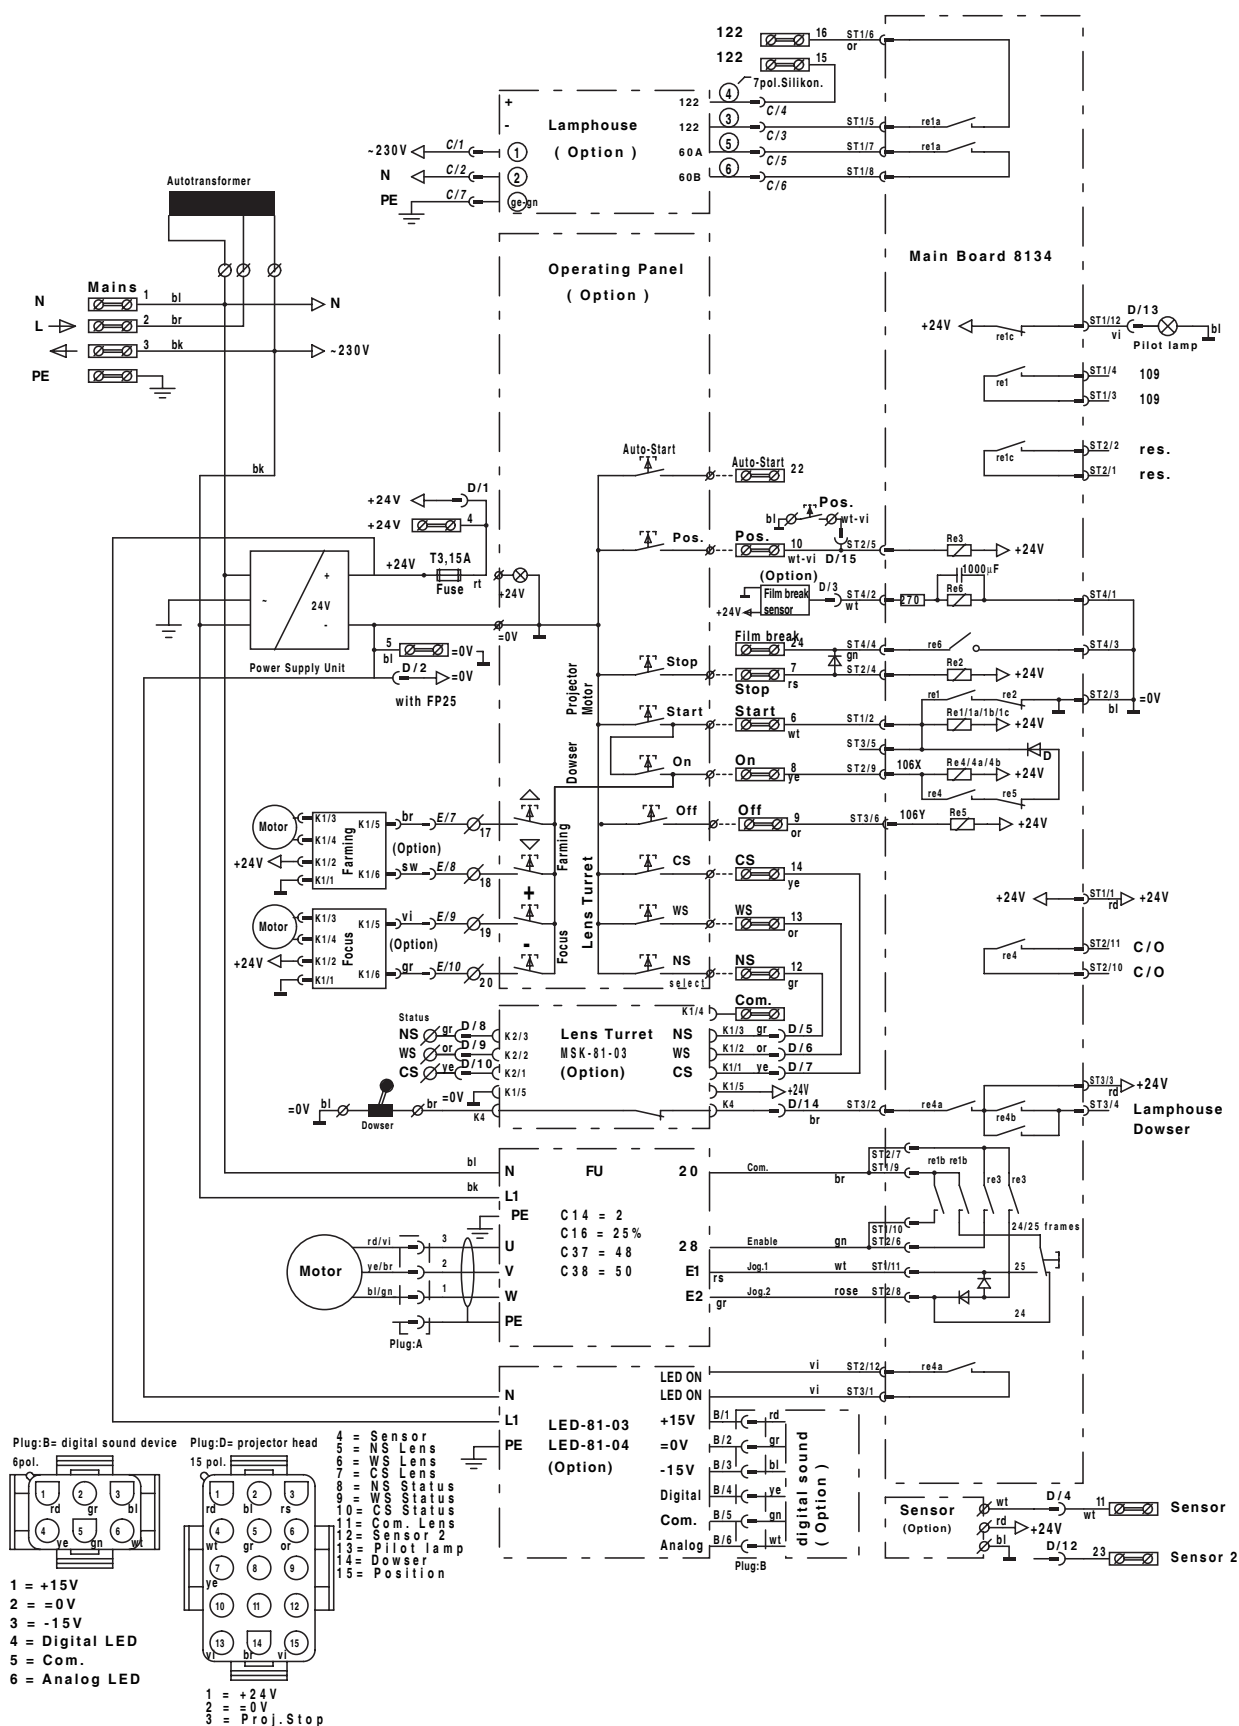 122 16 ST1/6
or
122 15
7pol.Silikon.
4
+ 122 C/4
- Lamphouse 122 3 C/3 ST1/5 re1a
( Option )
~230V C/1 1 60A 5 C/5 ST1/7 re1a
N C/2 2 60B 6 C/6 ST1/8
PE C/7 ge-gn
Autotransformer
Operating Panel
( Option )
Main Board 8134
Mains
N 1 bl N
L 2 br
3 bk ~230V
PE
+24V re1c ST1/12 vi D/13 bl
Pilot lamp
re1 ST1/4 109
ST1/3 109
re1c ST2/2 res.
ST2/1 res.
bk
Auto-Start Auto-Start 22
+24V D/1
+24V 4
Pos.
bl wt-vi
Pos. Pos. 10 ST2/5 Re3 +24V
wt-vi D/15
+24V T3,15A
Fuse rt +24V
(Option)
Film break
sensor
+24V
D/3 ST4/2 wt 270 1000µF Re6 ST4/1
+
~ 24V
-
=0V
Power Supply Unit
5 bl =0V
D/2 =0V
with FP25
Film break 24 ST4/4 gn re6 ST4/3
Projector
Motor
Stop 7 ST2/4 Re2 +24V
Stop rs
re1 re2 ST2/3 bl =0V
Start Start 6 wt ST1/2 Re1/1a/1b/1c +24V
ST3/5 D
Dowser
On On 8 ye ST2/9 106X Re4/4a/4b +24V
re4 re5
Off Off 9 or ST3/6 106Y Re5 +24V
Motor K1/3 K1/5 br E/7 17
K1/4 Farming (Option) Farming
+24V K1/2 K1/6 sw E/8 18
K1/1
CS CS 14 ye
+24V ST1/1 rd +24V
+
Motor K1/3 K1/5 vi E/9 19
K1/4 Focus (Option) Focus
+24V K1/2 K1/6 gr E/10 20
K1/1
-
Lens Turret
WS WS 13 or
re4 ST2/11 C/O
ST2/10 C/O
NS NS 12 gr
select
K1/4 Com.
Status
NS gr D/8 K2/3 Lens Turret NS K1/3 gr D/5
WS or D/9 K2/2 MSK-81-03 WS K1/2 or D/6
CS ye D/10 K2/1 (Option) CS K1/1 ye D/7
=0V K1/5 K1/5 +24V
=0V bl br K4 K4 D/14 br ST3/2 re4a re4b
Dowser
ST3/3 rd +24V
ST3/4 Lamphouse
Dowser
bl N FU 20 Com. br ST2/7 ST1/9 re1b re1b re3 re3
bk L1
PE C14 = 2
C16 = 25%
C37 = 48
C38 = 50
ST1/10 24/25 frames
Motor rd/vi 3 U 28 Enable gn ST2/6
ye/br 2 V E1 rs Jog.1 wt ST1/11 25
bl/gn 1 W E2 gr Jog.2 rose ST2/8 24
PE
Plug:A
LED ON vi ST2/12 re4a
N LED ON vi ST3/1
L1 LED-81-03 +15V B/1 rd
PE LED-81-04 =0V B/2 gr
(Option) -15V B/3 bl
Digital B/4 ye
Com. B/5 gn
Analog B/6 wt
Plug:B
digital sound
( Option )
Sensor
(Option)
wt D/4 11 Sensor
wt
rd +24V
bl D/12 23 Sensor 2
Plug:B= digital sound device
6pol.
1 2 3
rd gr bl
4 5 6
ye gn wt
1 = +15V
2 = =0V
3 = -15V
4 = Digital LED
5 = Com.
6 = Analog LED
Plug:D= projector head
15 pol.
1 2 3
rd bl rs
4 5 6
wt gr or
7 8 9
ye
10 11 12
13 14 15
vi br vi
1 = +24V
2 = =0V
3 = Proj.Stop
4 = Sensor
5 = NS Lens
6 = WS Lens
7 = CS Lens
8 = NS Status
9 = WS Status
10 = CS Status
11 = Com. Lens
12= Sensor 2
13= Pilot lamp
14= Dowser
15= Position